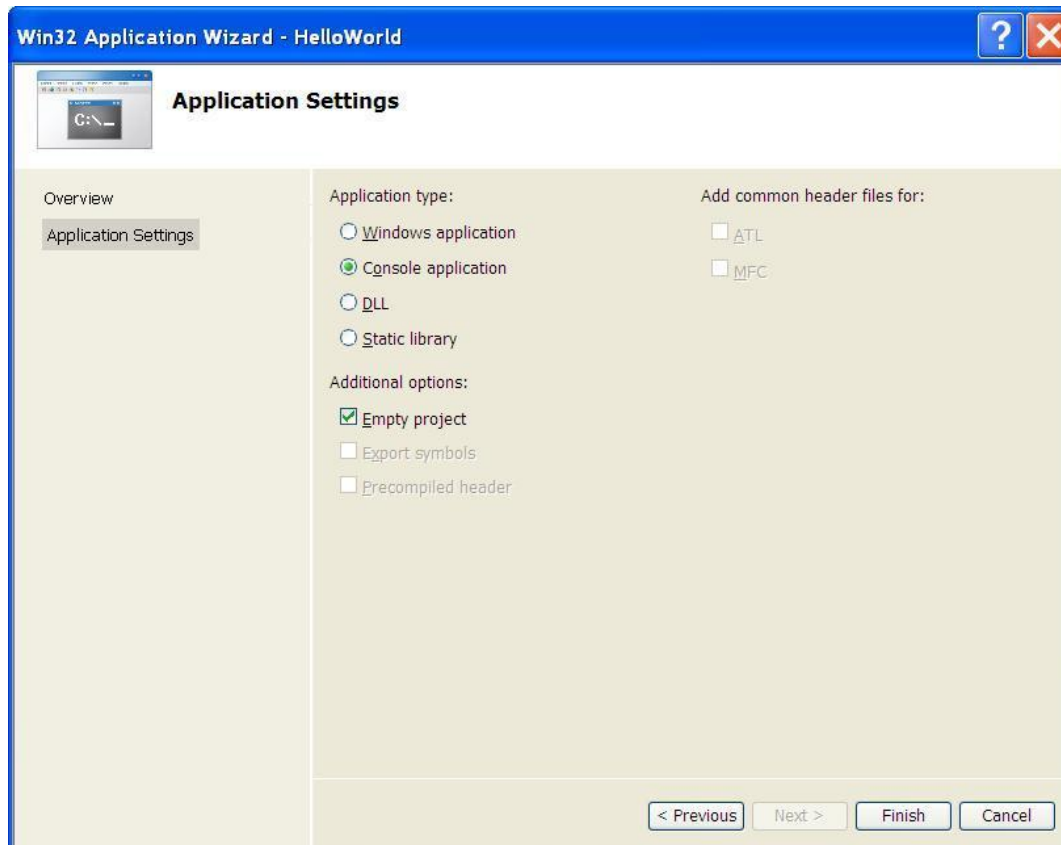 Win32 Application Wizard - HelloWorld
?
C:\_
Application Settings
Overview
Application Settings
Application type:
Windows application
Console application
DLL
Static library
Additional options:
Empty project
Export symbols
Precompiled header
Add common header files for:
ATL
MFC
< Previous
Next >
Finish
Cancel